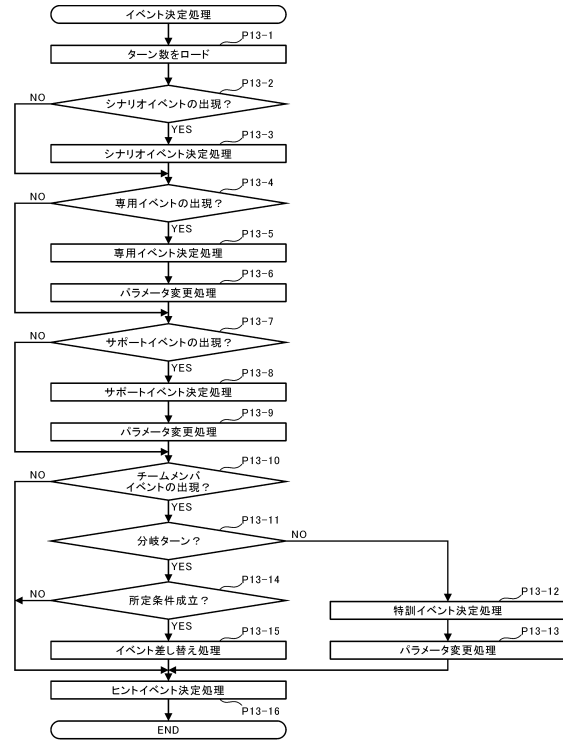 イベント決定処理
P13-1
ターン数をロード
P13-2
NO
シナリオイベントの出現？
YES
P13-3
シナリオイベント決定処理
P13-4
NO
専用イベントの出現？
YES
P13-5
専用イベント決定処理
P13-6
パラメータ変更処理
P13-7
NO
サポートイベントの出現？
YES
P13-8
サポートイベント決定処理
P13-9
パラメータ変更処理
P13-10
NO
チームメンバ
イベントの出現？
YES
P13-11
分岐ターン？
NO
YES
P13-14
NO
所定条件成立？
YES
P13-12
特訓イベント決定処理
P13-15
イベント差し替え処理
P13-13
パラメータ変更処理
ヒントイベント決定処理
P13-16
END